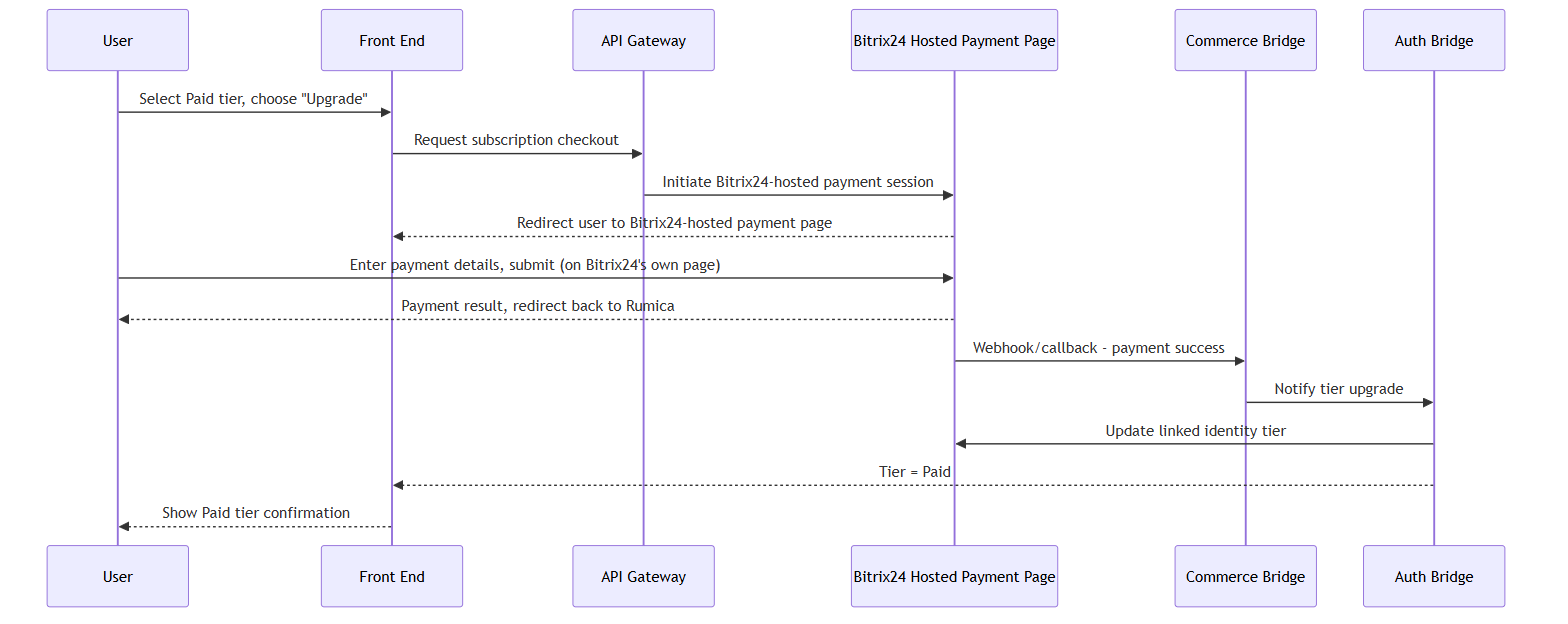 User
Front End
API Gateway
Bitrix24 Hosted Payment Page
Commerce Bridge
Auth Bridge
Select Paid tier, choose "Upgrade"
Request subscription checkout
Initiate Bitrix24-hosted payment session
Redirect user to Bitrix24-hosted payment page
Enter payment details, submit (on Bitrix24's own page)
Payment result, redirect back to Rumica
Webhook/callback - payment success
Notify tier upgrade
Update linked identity tier
Tier = Paid
Show Paid tier confirmation
User
Front End
API Gateway
Bitrix24 Hosted Payment Page
Commerce Bridge
Auth Bridge